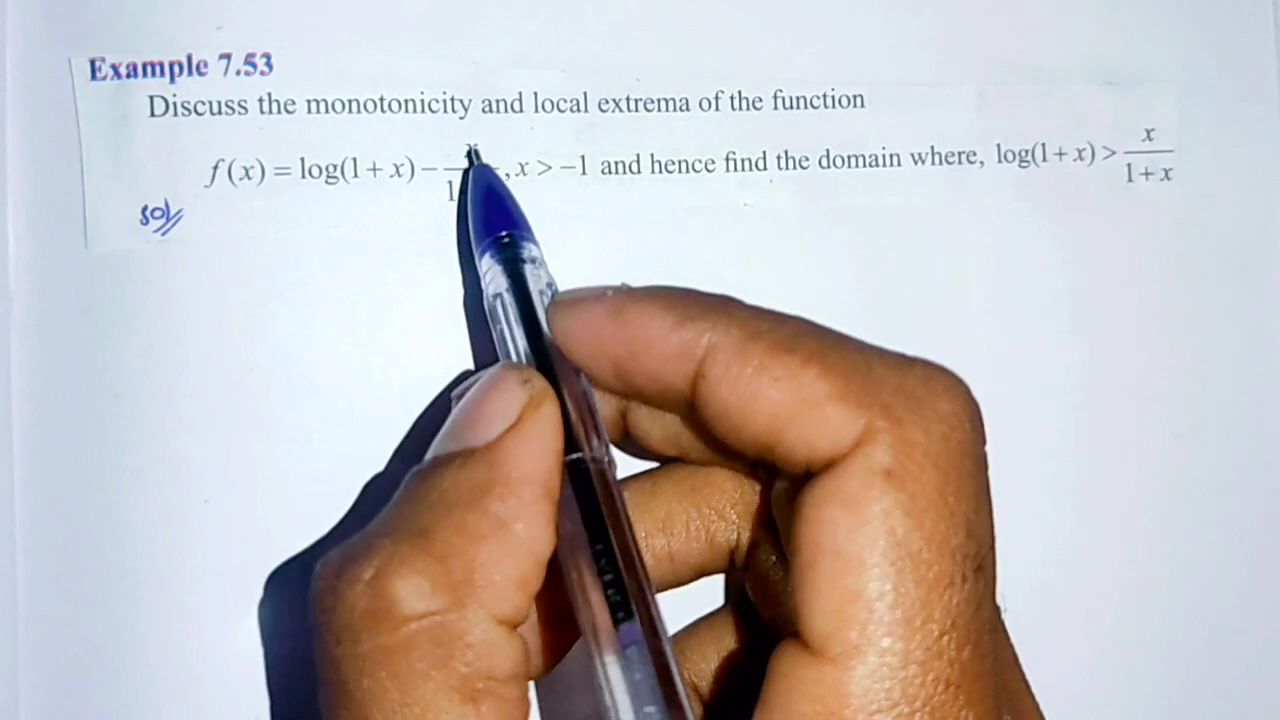 Example 7.53
Discuss the monotonicity and local extrema of the function
f(x) = log(1+x) − x/1 , x > −1 and hence find the domain where, log(1+x) > x/1+x
sol